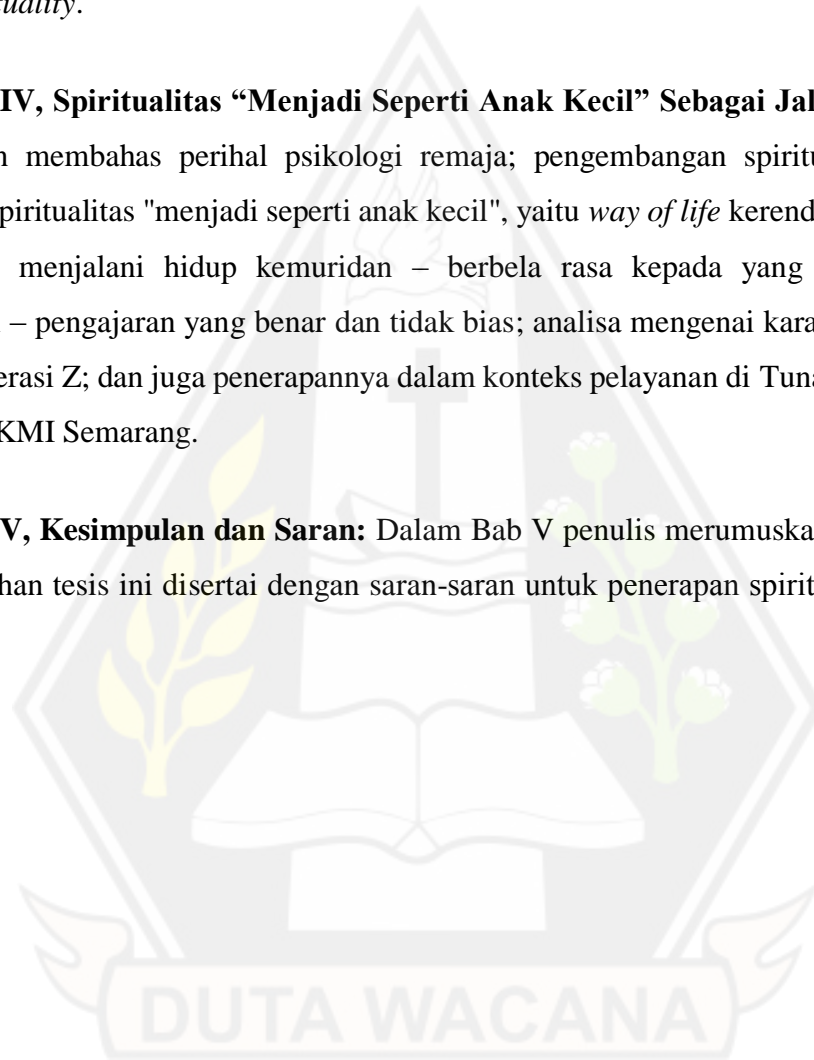 tuality.
IV, Spiritualitas “Menjadi Seperti Anak Kecil” Sebagai Jal
membahas perihal psikologi remaja; pengembangan spiritu
piritualitas "menjadi seperti anak kecil", yaitu way of life kerend
menjalani hidup kemuridan – berbela rasa kepada yang
– pengajaran yang benar dan tidak bias; analisa mengenai kara
erasi Z; dan juga penerapannya dalam konteks pelayanan di Tuna
KMI Semarang.
V, Kesimpulan dan Saran: Dalam Bab V penulis merumuska
han tesis ini disertai dengan saran-saran untuk penerapan spirit
DUTA WACANA